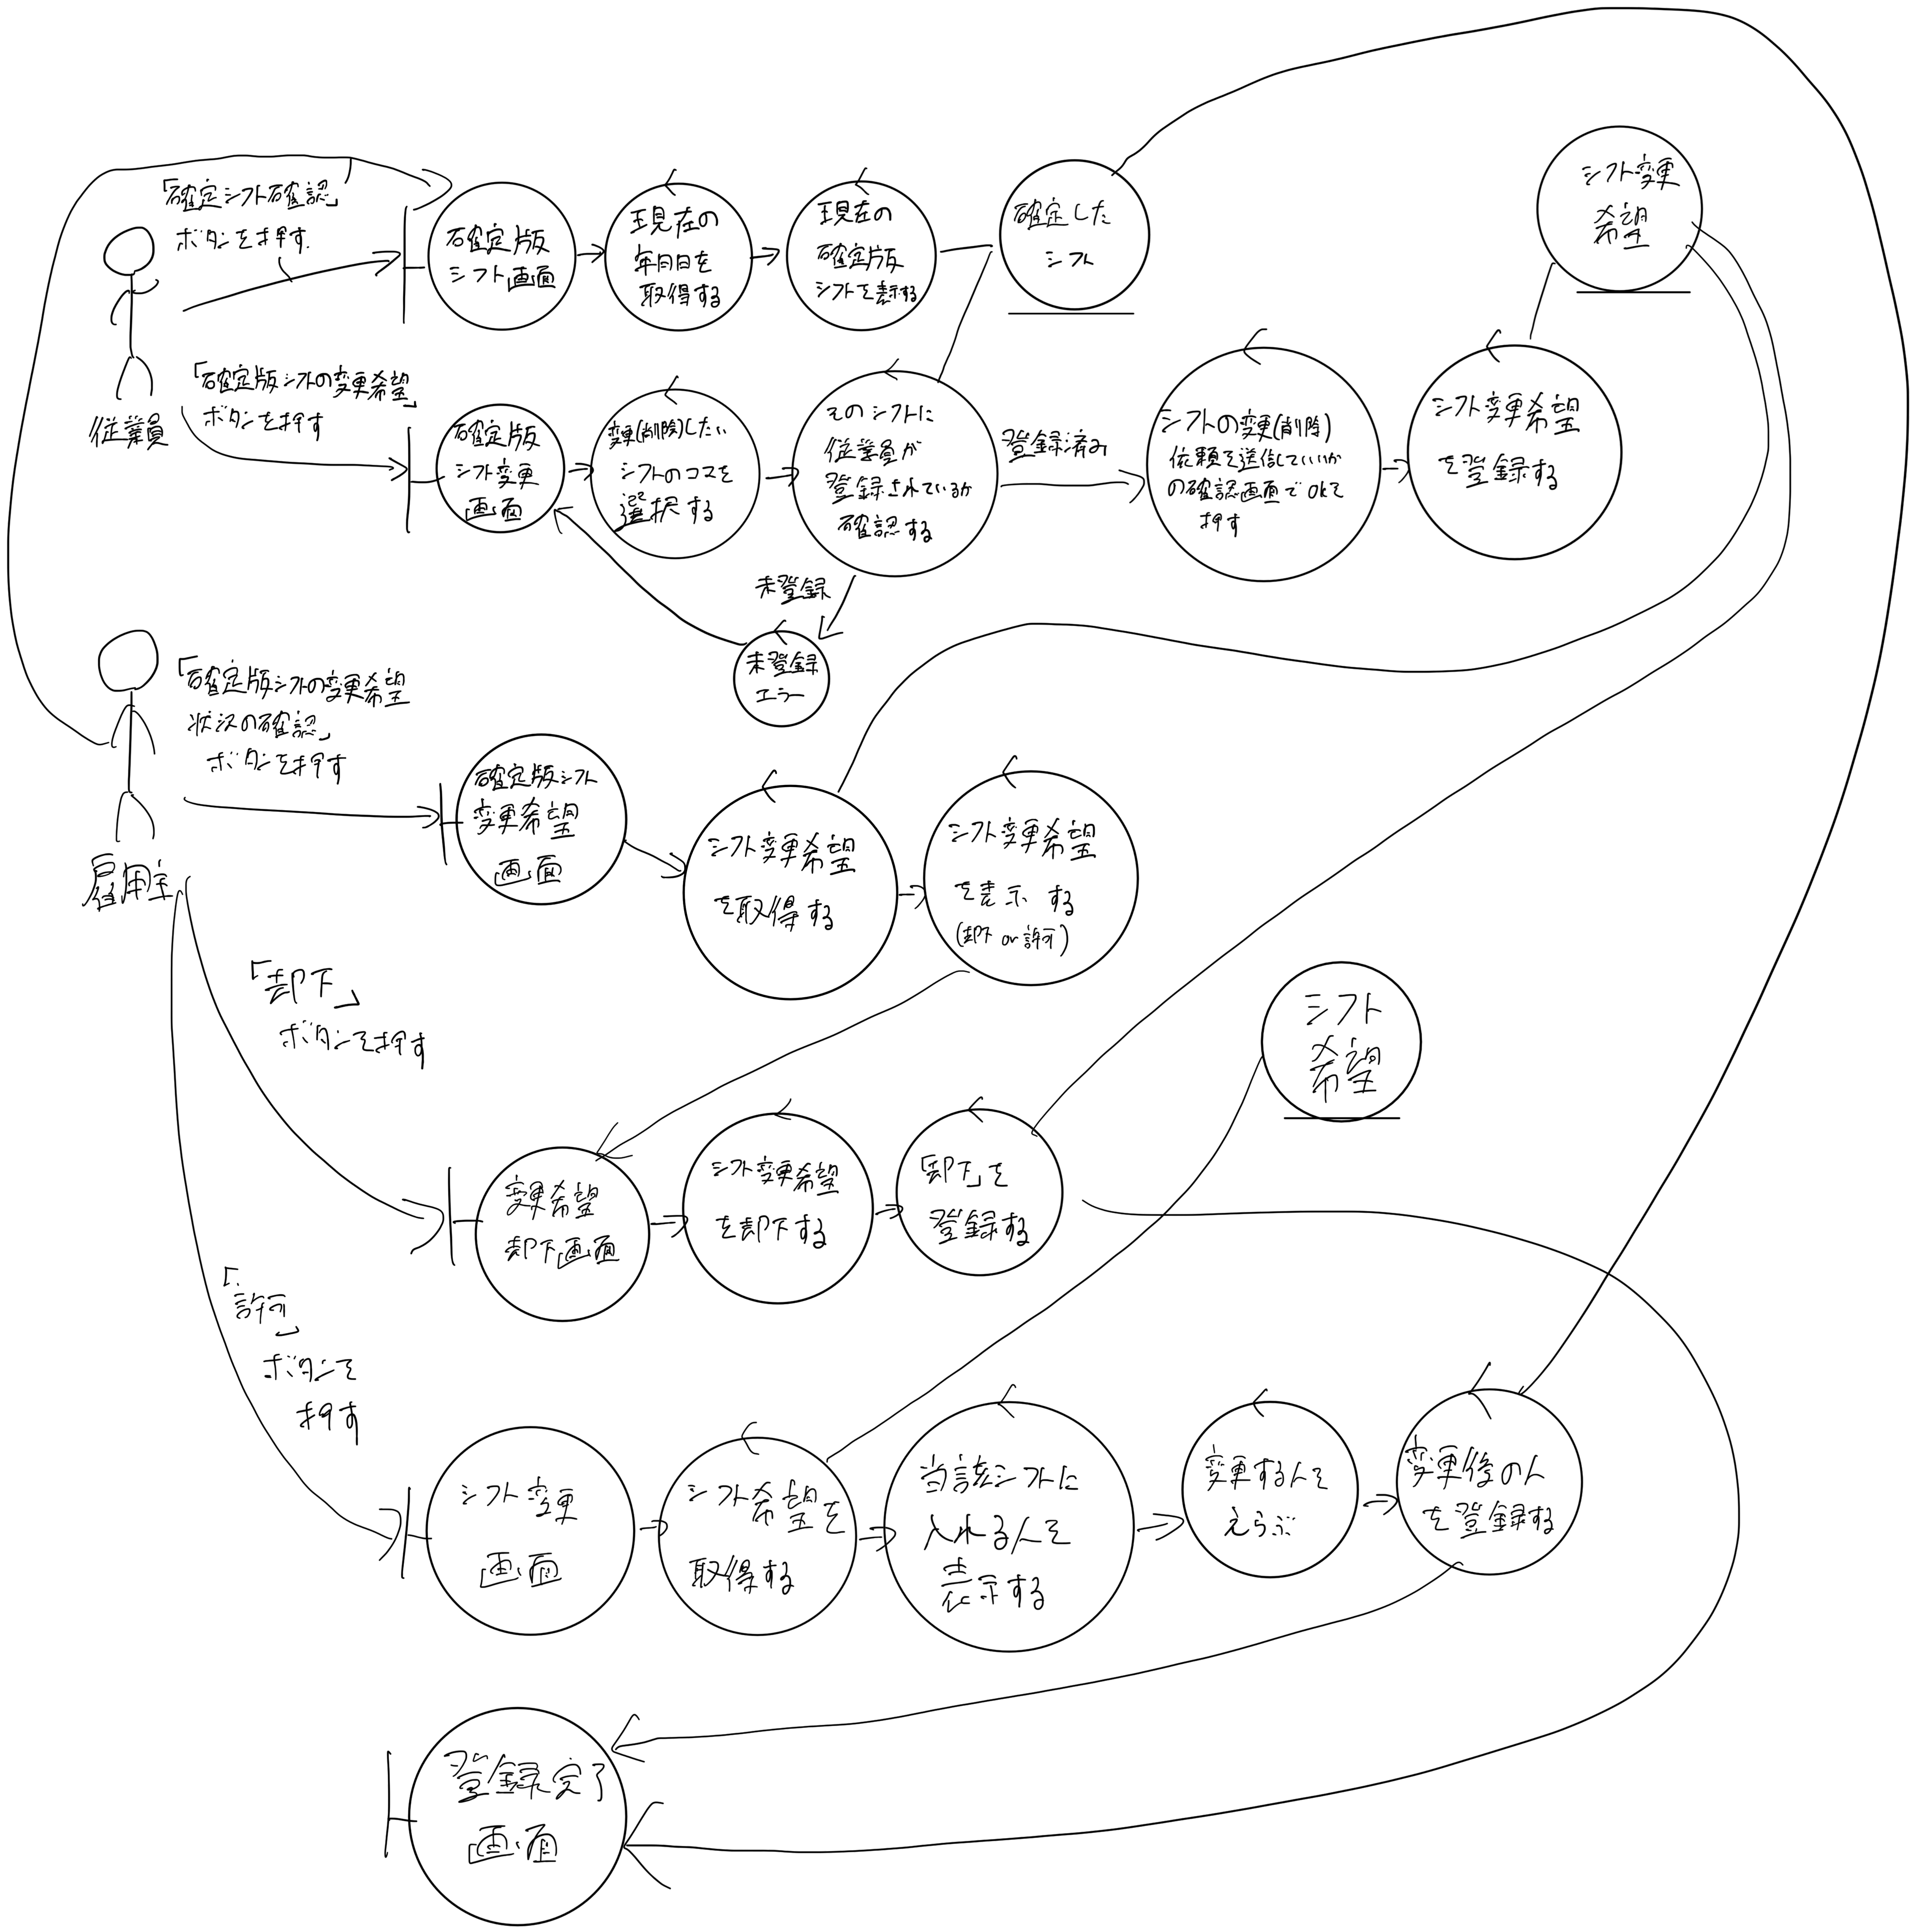 「確定シフト確認」
ボタンを押す.
確定版
シフト画面
現在の
年月日を
取得する
現在の
確定版
シフトを表示する
確定した
シフト
シフト変更
希望
従業員
「確定版シフトの変更希望」
ボタンを押す
確定版
シフト変更
画面
変更(削除)したい
シフトのコマを
選択する
そのシフトに
従業員が
登録されているか
確認する
登録済み
シフトの変更(削除)
依頼を送信していいか
の確認画面でOKを
押す
シフト変更希望
を登録する
未登録
未登録
エラー
雇用主
「確定版シフトの変更希望
状況の確認」
ボタンを押す
確定版シフト
変更希望
画面
シフト変更希望
を取得する
シフト変更希望
を表示する
(却下or許可)
「却下」
ボタンを押す
シフト
希望
変更希望
却下画面
シフト変更希望
を却下する
「却下」を
登録する
「許可」
ボタンを
押す
シフト変更
画面
シフト希望を
取得する
当該シフトに
入れる人を
表示する
変更する人を
えらぶ
変更後の人
を登録する
登録完了
画面